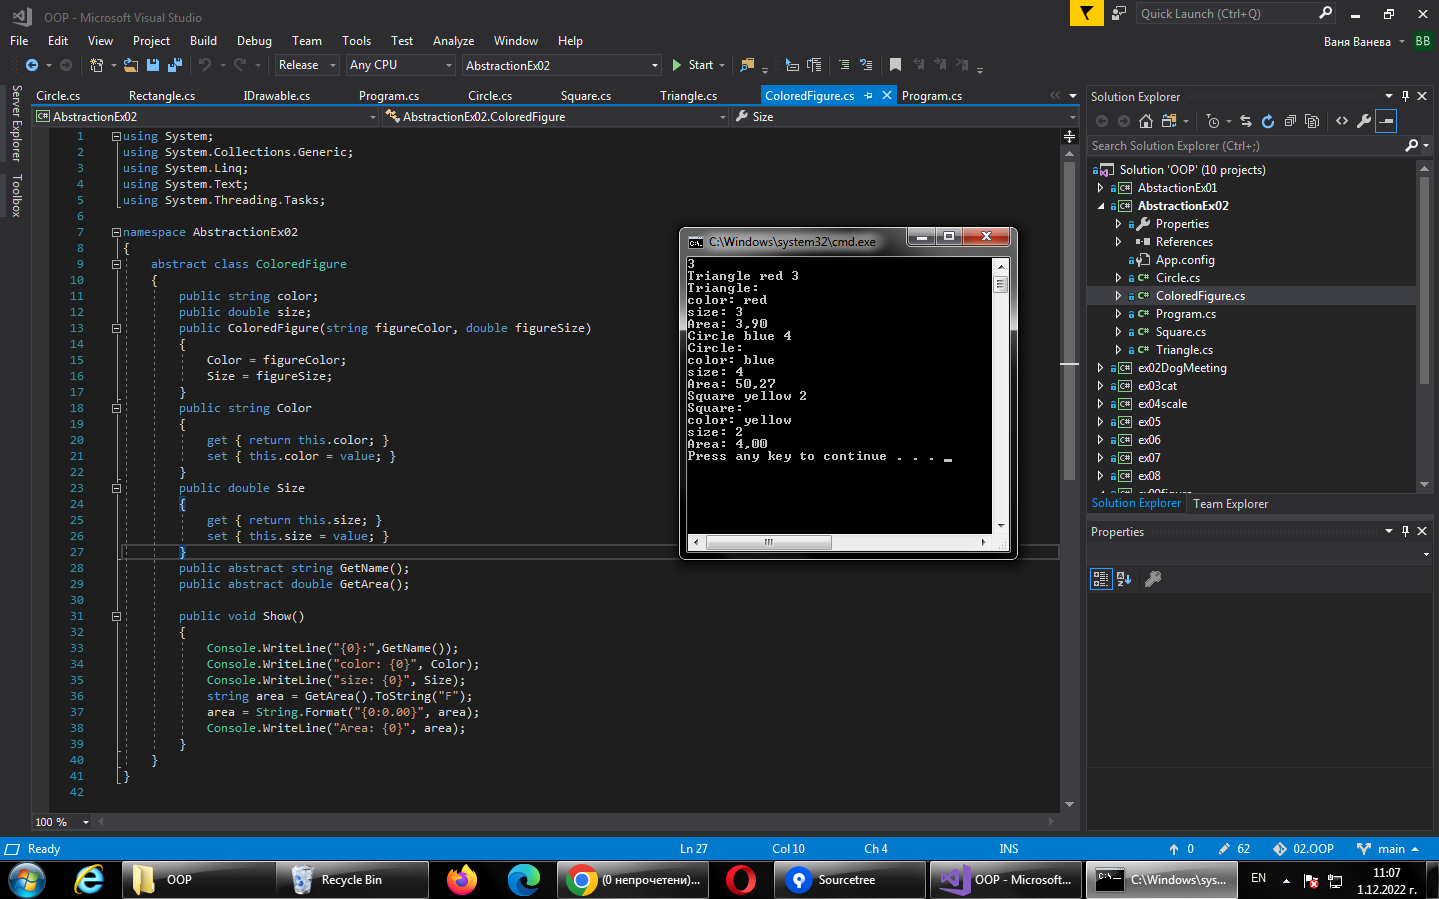 OOP - Microsoft Visual Studio
Quick Launch (Ctrl+Q)
File Edit View Project Build Debug Team Tools Test Analyze Window Help
Ваня Ванева BB
Release Any CPU AbstractionEx02 Start
Server Explorer
Toolbox
Circle.cs Rectangle.cs IDrawable.cs Program.cs Circle.cs Square.cs Triangle.cs ColoredFigure.cs Program.cs
AbstractionEx02 AbstractionEx02.ColoredFigure Size
1 using System;
2 using System.Collections.Generic;
3 using System.Linq;
4 using System.Text;
5 using System.Threading.Tasks;
6
7 namespace AbstractionEx02
8 {
9 abstract class ColoredFigure
10 {
11 public string color;
12 public double size;
13 public ColoredFigure(string figureColor, double figureSize)
14 {
15 Color = figureColor;
16 Size = figureSize;
17 }
18 public string Color
19 {
20 get { return this.color; }
21 set { this.color = value; }
22 }
23 public double Size
24 {
25 get { return this.size; }
26 set { this.size = value; }
27 }
28 public abstract string GetName();
29 public abstract double GetArea();
30
31 public void Show()
32 {
33 Console.WriteLine("{0}:",GetName());
34 Console.WriteLine("color: {0}", Color);
35 Console.WriteLine("size: {0}", Size);
36 string area = GetArea().ToString("F");
37 area = String.Format("{0:0.00}", area);
38 Console.WriteLine("Area: {0}", area);
39 }
40 }
41 }
42
100 %
C:\Windows\system32\cmd.exe
3
Triangle red 3
Triangle:
color: red
size: 3
Area: 3,90
Circle blue 4
Circle:
color: blue
size: 4
Area: 50,27
Square yellow 2
Square:
color: yellow
size: 2
Area: 4,00
Press any key to continue . . . _
Solution Explorer
Search Solution Explorer (Ctrl+;)
Solution 'OOP' (10 projects)
C# AbstactionEx01
C# AbstractionEx02
Properties
References
App.config
C# Circle.cs
C# ColoredFigure.cs
C# Program.cs
C# Square.cs
C# Triangle.cs
C# ex02DogMeeting
C# ex03cat
C# ex04scale
C# ex05
C# ex06
C# ex07
C# ex08
Solution Explorer Team Explorer
Properties
Ready Ln 27 Col 10 Ch 4 INS 0 62 02.OOP main
OOP Recycle Bin (0 непрочетени)... Sourcetree OOP - Microsoft... C:\Windows\sys... EN 11:07
1.12.2022 г.